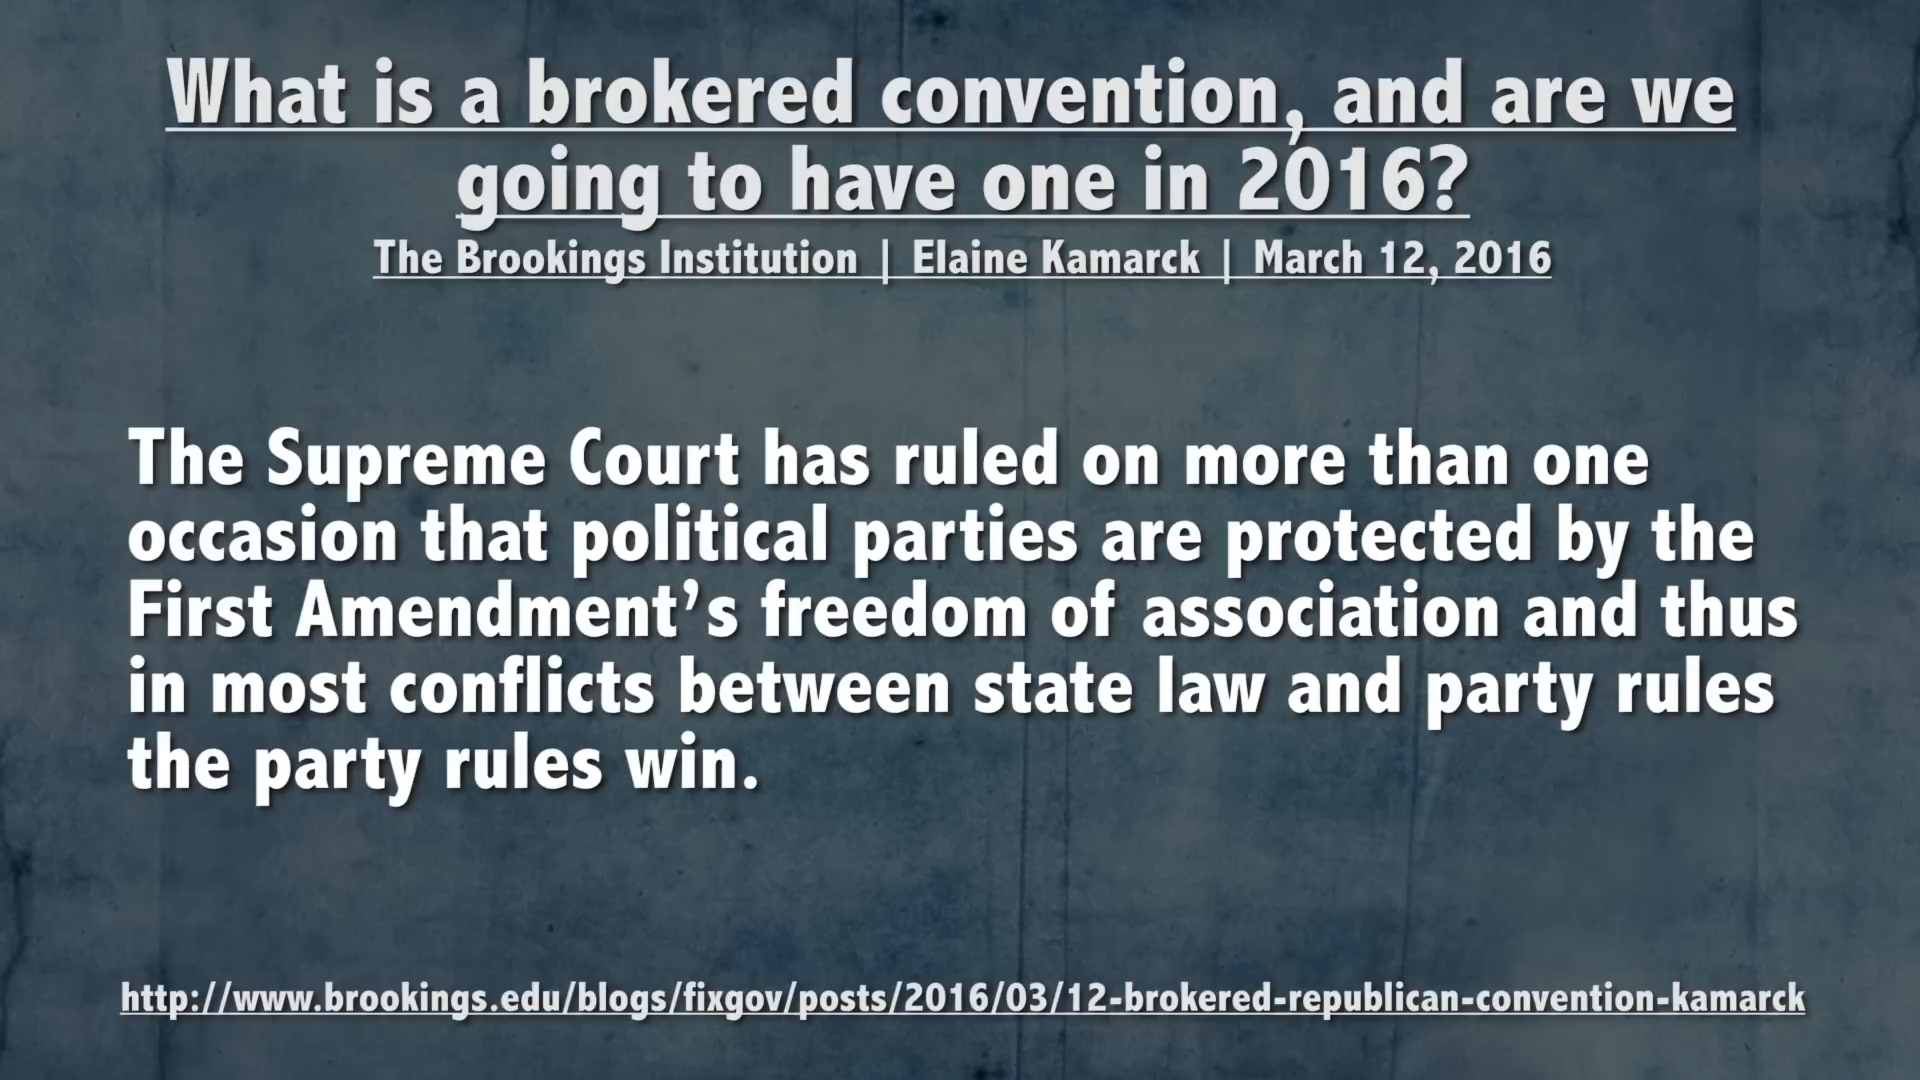 What is a brokered convention, and are we
going to have one in 2016?
The Brookings Institution | Elaine Kamarck | March 12, 2016
The Supreme Court has ruled on more than one
occasion that political parties are protected by the
First Amendment’s freedom of association and thus
in most conflicts between state law and party rules
the party rules win.
http://www.brookings.edu/blogs/fixgov/posts/2016/03/12-brokered-republican-convention-kamarck